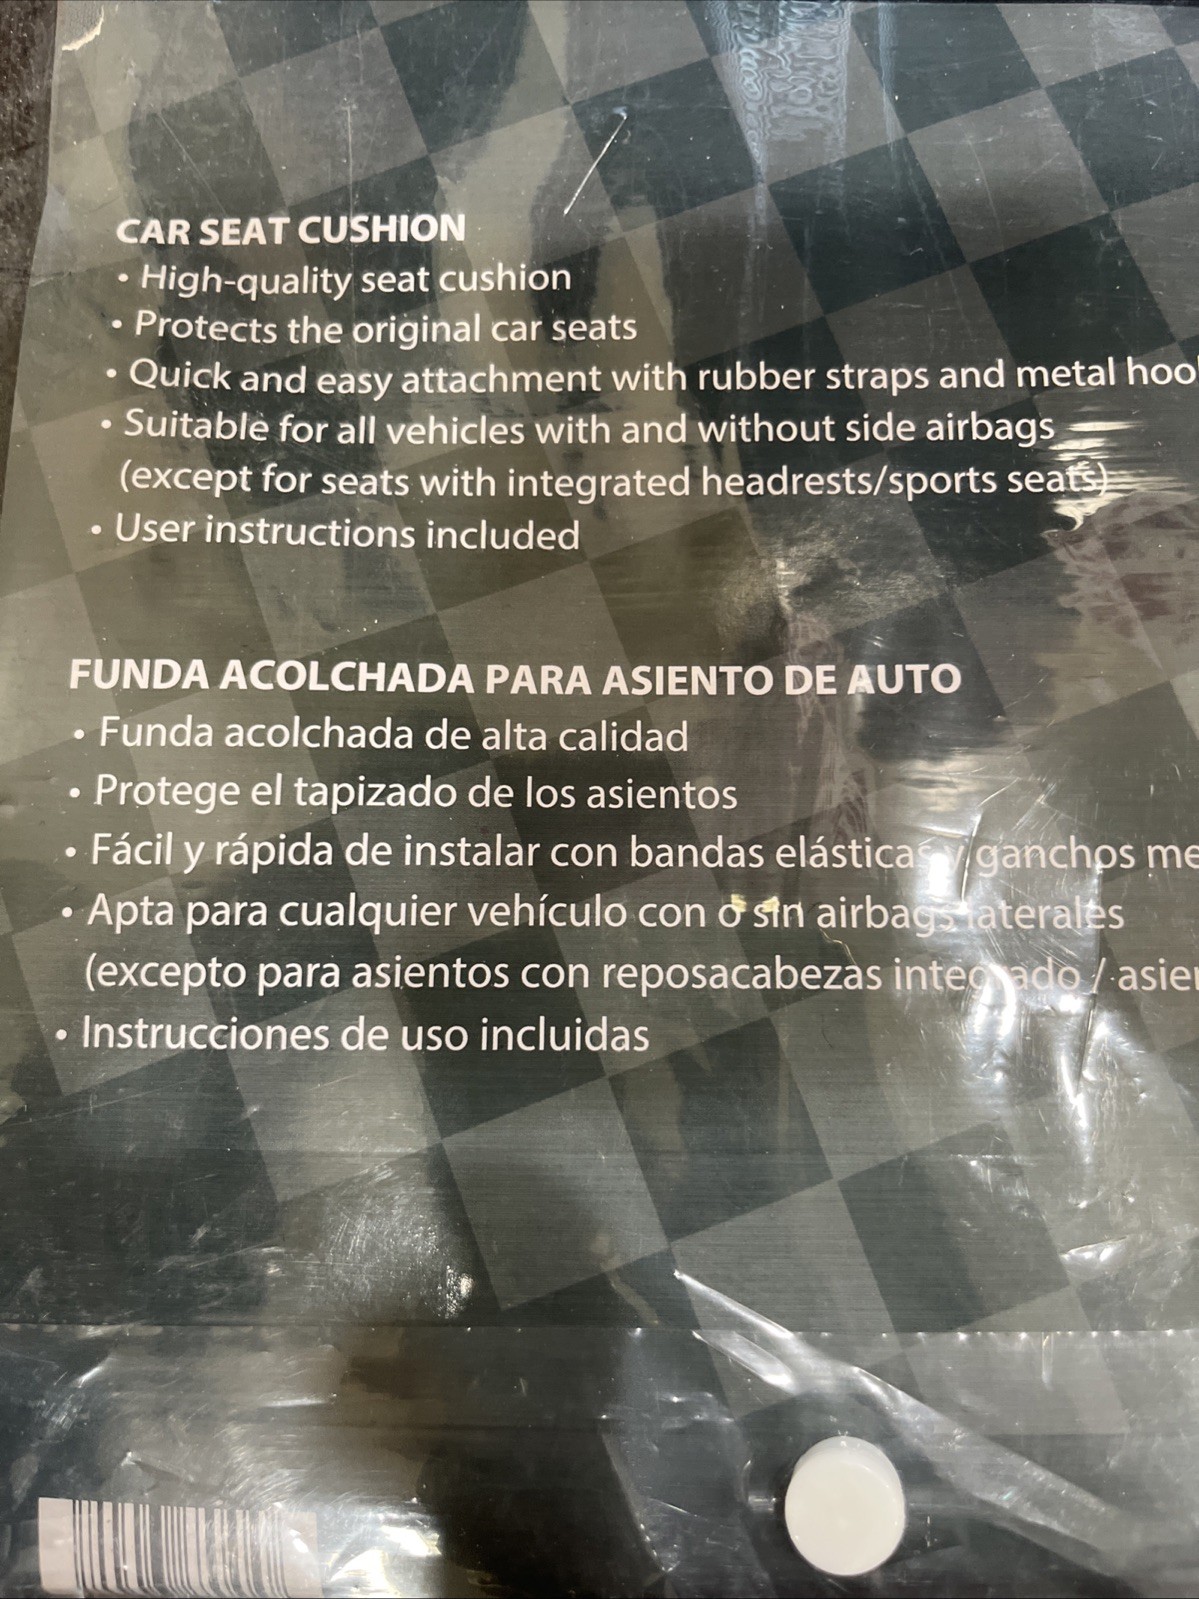 CAR SEAT CUSHION
• High-quality seat cushion
• Protects the original car seats
• Quick and easy attachment with rubber straps and metal
• Suitable for all vehicles with and without side airbags
(except for seats with integrated headrests/sports seats)
• User instructions included
FUNDA ACOLCHADA PARA ASIENTO DE AUTO
• Funda acolchada de alta calidad
• Protege el tapizado de los asientos
• Fácil y rápida de instalar con bandas elásticas y ganchos
• Apta para cualquier vehículo con o sin airbags laterales
(excepto para asientos con reposacabezas integrado /
• Instrucciones de uso incluidas